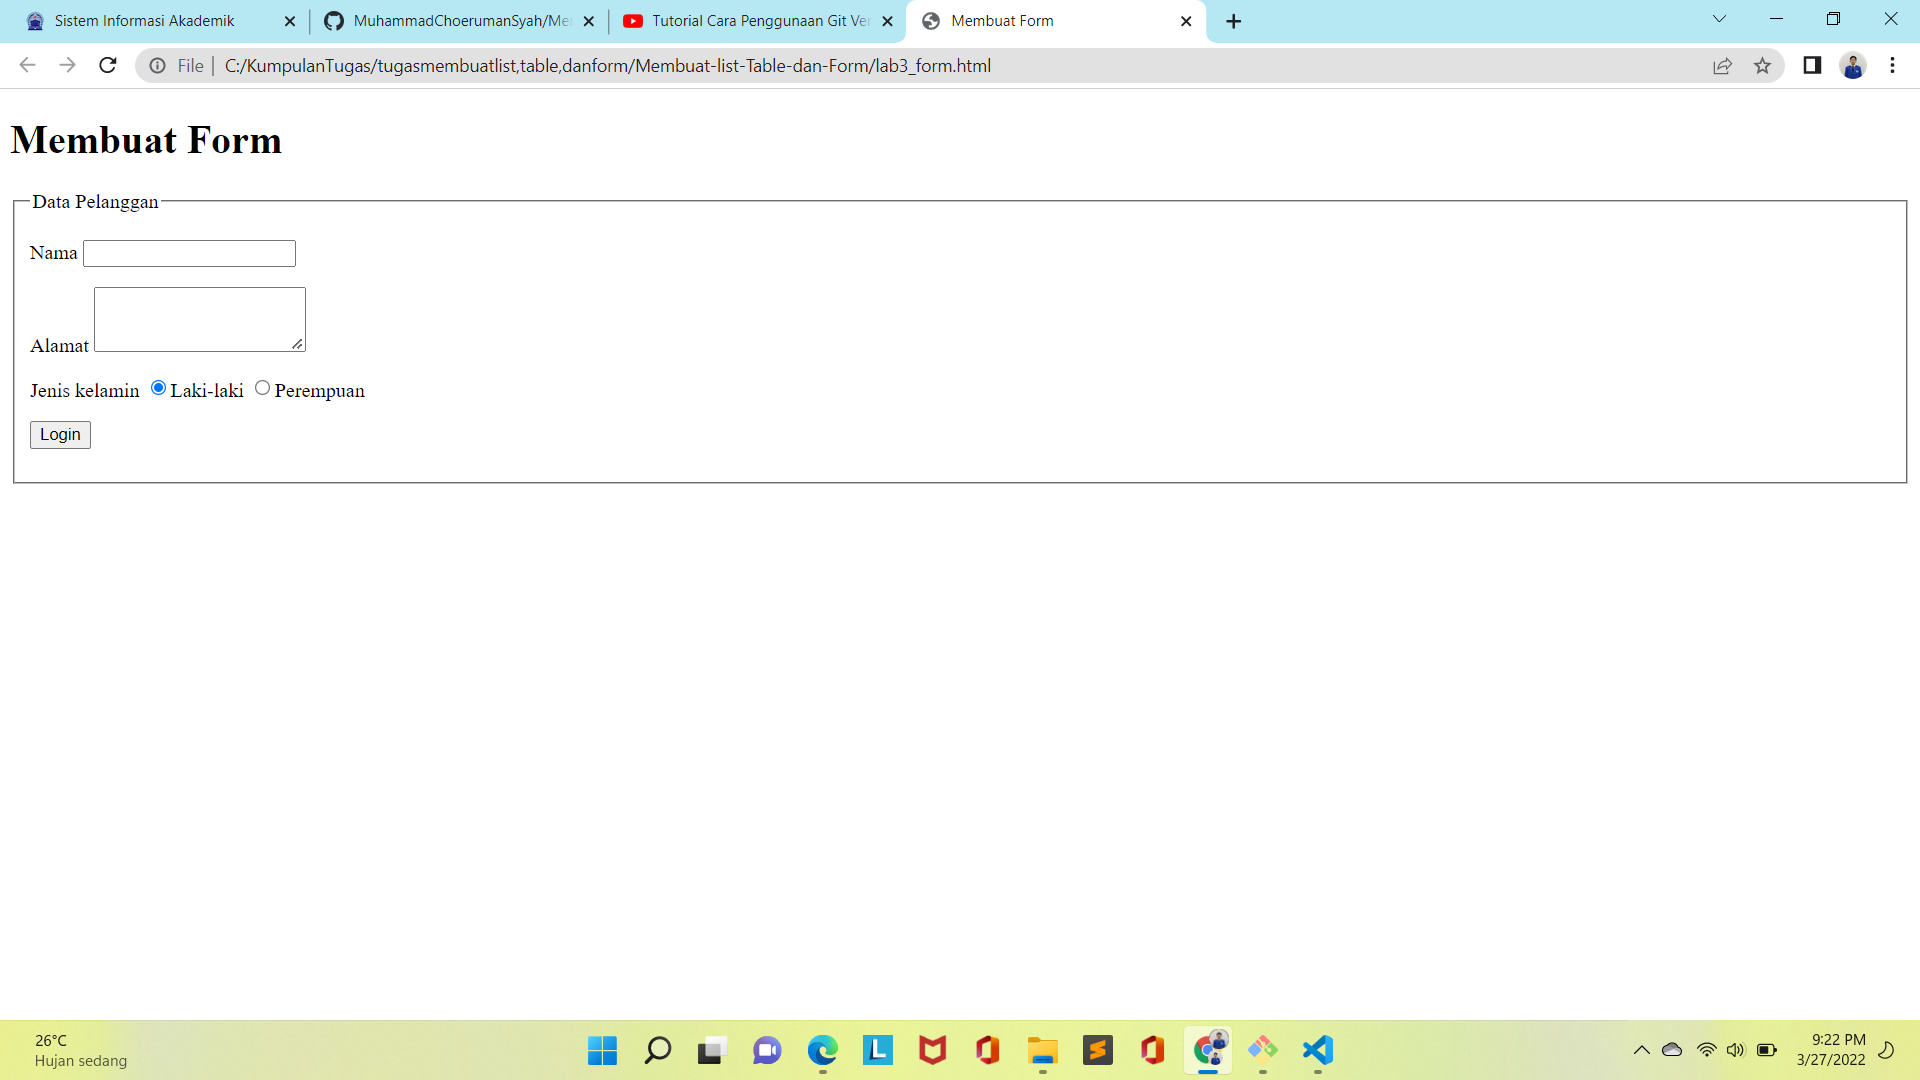 Sistem Informasi Akademik
MuhammadChoerumanSyah/Mem
Tutorial Cara Penggunaan Git Ver
Membuat Form
File
C:/KumpulanTugas/tugasmembuatlist,table,danform/Membuat-list-Table-dan-Form/lab3_form.html
Membuat Form
Data Pelanggan
Nama
Alamat
Jenis kelamin Laki-laki Perempuan
Login
26°C
Hujan sedang
9:22 PM
3/27/2022